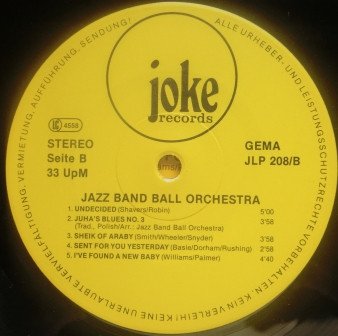 ALLE URHEBER- UND LEISTUNGSSCHUTZRECHTE VORBEHALTEN. KEIN VERLEIH! KEINE UNERLAUBTE VERVIELFÄLTIGUNG, VERMIETUNG, AUFFÜHRUNG, SENDUNG!
joke
records
LC 4558
STEREO
Seite B
33 UpM
GEMA
JLP 208/B
JAZZ BAND BALL ORCHESTRA
1. UNDECIDED (Shavers/Robin) 5'00
2. JUHA'S BLUES NO. 3
(Trad., Polish/Arr.: Jazz Band Ball Orchestra) 3'58
3. SHEIK OF ARABY (Smith/Wheeler/Snyder) 3'58
4. SENT FOR YOU YESTERDAY (Basie/Dorham/Rushing) 2'58
5. I'VE FOUND A NEW BABY (Williams/Palmer) 4'40